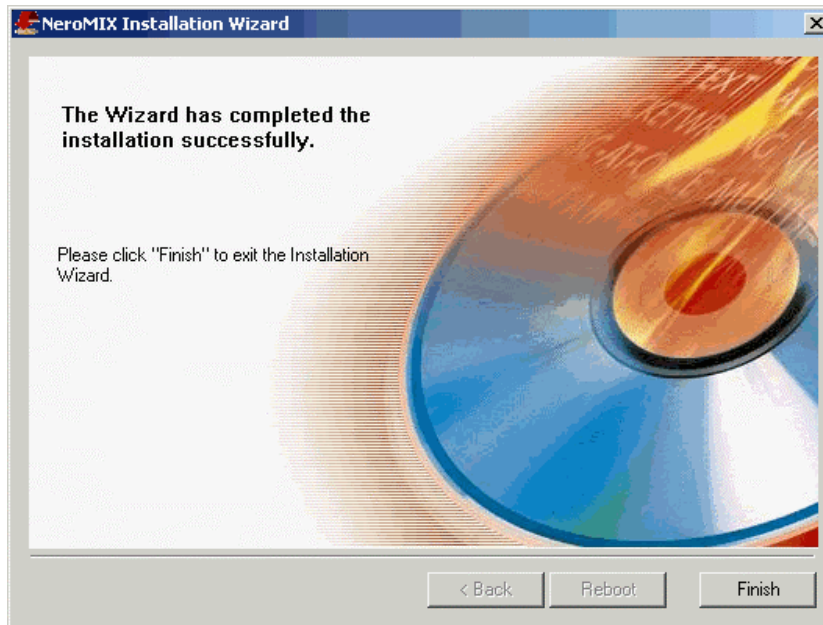 NeroMIX Installation Wizard
The Wizard has completed the
installation successfully.
Please click "Finish" to exit the Installation
Wizard.
< Back
Reboot
Finish